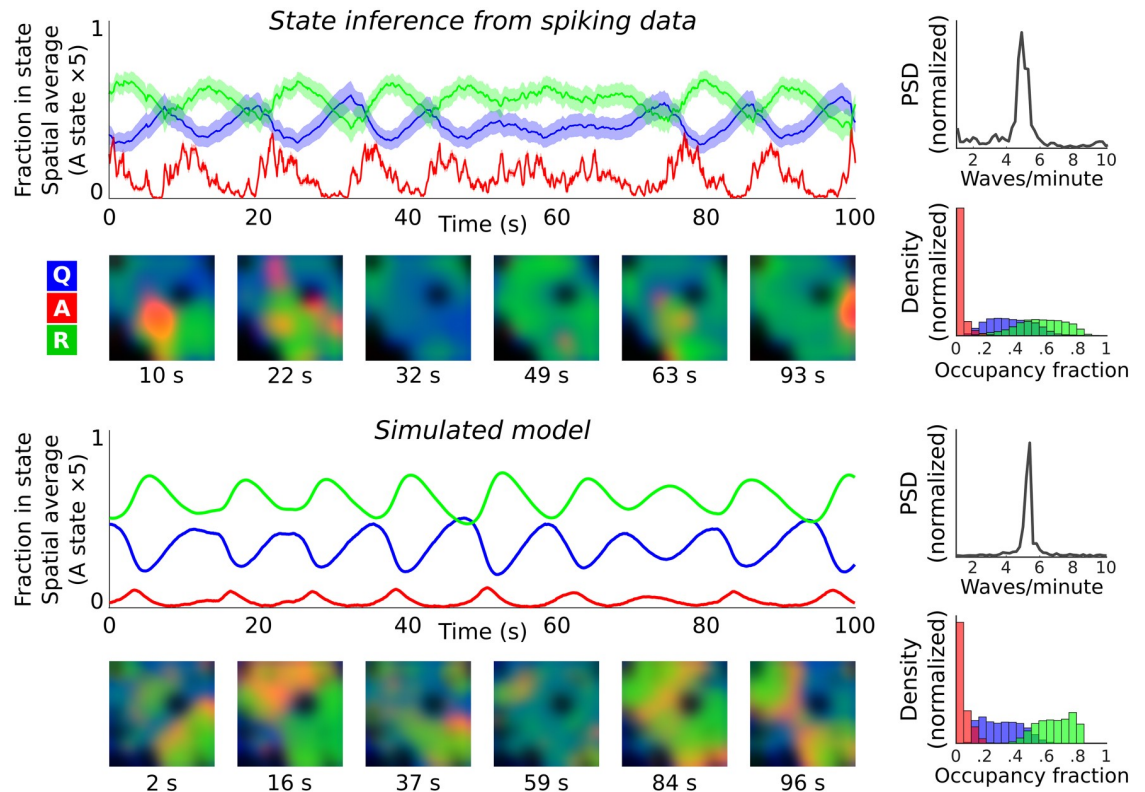 State inference from spiking data
Fraction in state
Spatial average
(A state ×5)
1
0
0 20 40 60 80 100
Time (s)
PSD
(normalized)
2 4 6 8 10
Waves/minute
Q
A
R
10 s 22 s 32 s 49 s 63 s 93 s
Density
(normalized)
0 .2 .4 .6 .8 1
Occupancy fraction
Simulated model
Fraction in state
Spatial average
(A state ×5)
1
0
0 20 40 60 80 100
Time (s)
PSD
(normalized)
2 4 6 8 10
Waves/minute
2 s 16 s 37 s 59 s 84 s 96 s
Density
(normalized)
0 .2 .4 .6 .8 1
Occupancy fraction